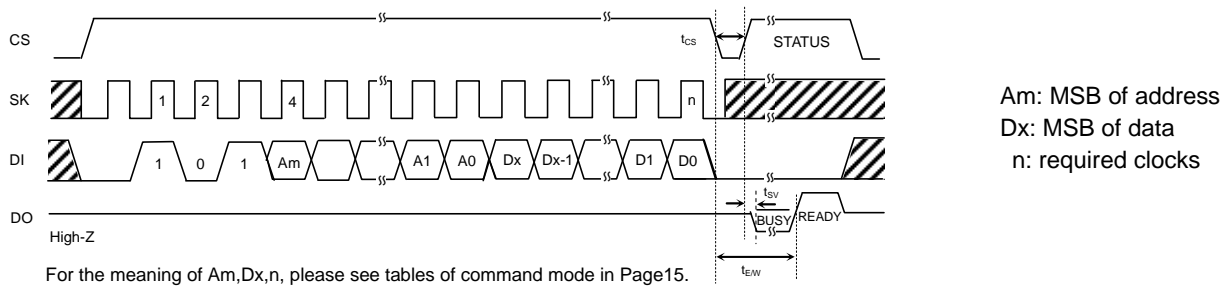 CS
tCS
STATUS
SK
1
2
4
n
DI
1
0
1
Am
A1
A0
Dx
Dx-1
D1
D0
tSV
DO
BUSY
READY
High-Z
tE/W
For the meaning of Am,Dx,n, please see tables of command mode in Page15.
Am: MSB of address
Dx: MSB of data
n: required clocks